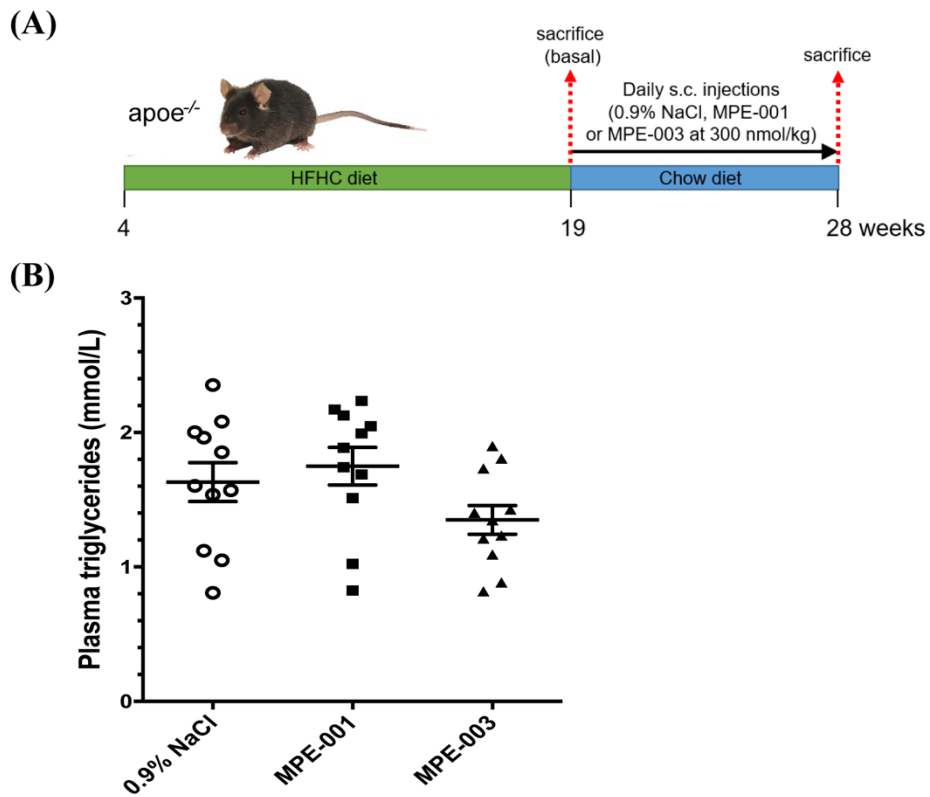 (A)
apoe-/-
sacrifice
(basal)
Daily s.c. injections
(0.9% NaCl, MPE-001
or MPE-003 at 300 nmol/kg)
sacrifice
HFHC diet
Chow diet
4
19
28 weeks
(B)
Plasma triglycerides (mmol/L)
3
2
1
0
0.9% NaCl
MPE-001
MPE-003